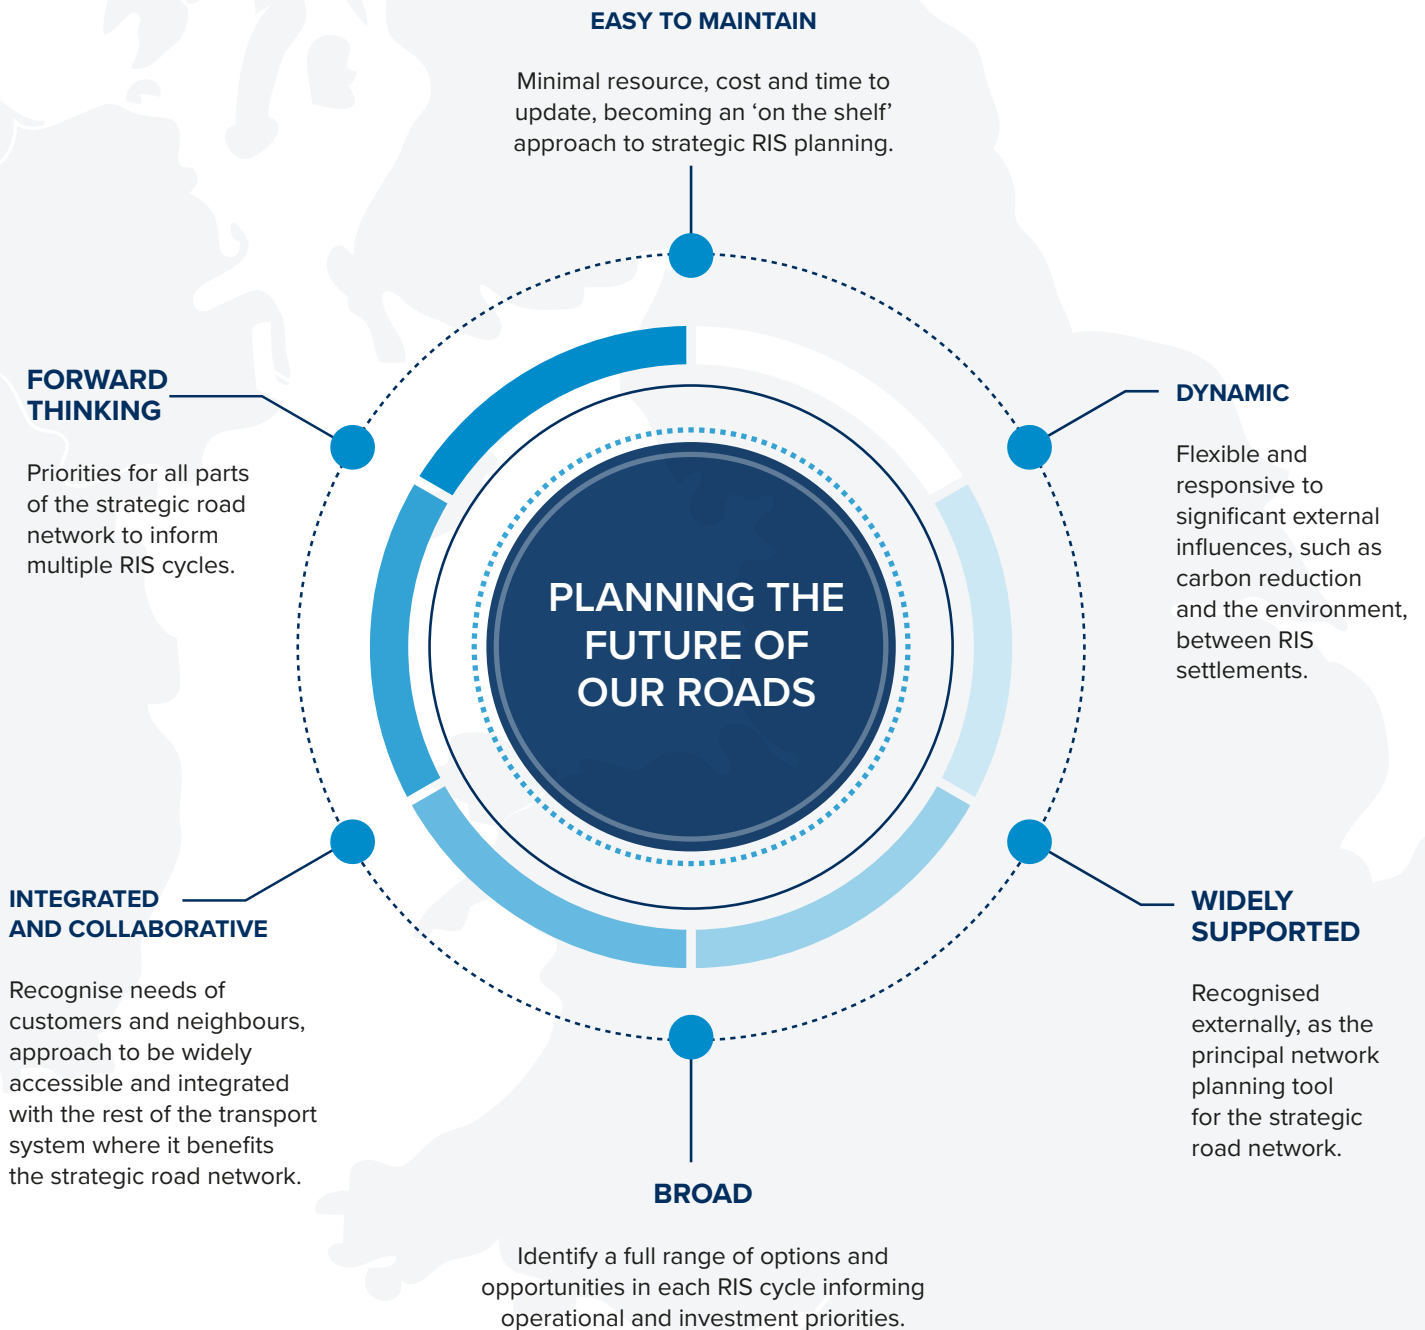 EASY TO MAINTAIN
Minimal resource, cost and time to
update, becoming an ‘on the shelf’
approach to strategic RIS planning.
FORWARD
THINKING
Priorities for all parts
of the strategic road
network to inform
multiple RIS cycles.
DYNAMIC
Flexible and
responsive to
significant external
influences, such as
carbon reduction
and the environment,
between RIS
settlements.
PLANNING THE
FUTURE OF
OUR ROADS
INTEGRATED
AND COLLABORATIVE
Recognise needs of
customers and neighbours,
approach to be widely
accessible and integrated
with the rest of the transport
system where it benefits
the strategic road network.
WIDELY
SUPPORTED
Recognised
externally, as the
principal network
planning tool
for the strategic
road network.
BROAD
Identify a full range of options and
opportunities in each RIS cycle informing
operational and investment priorities.